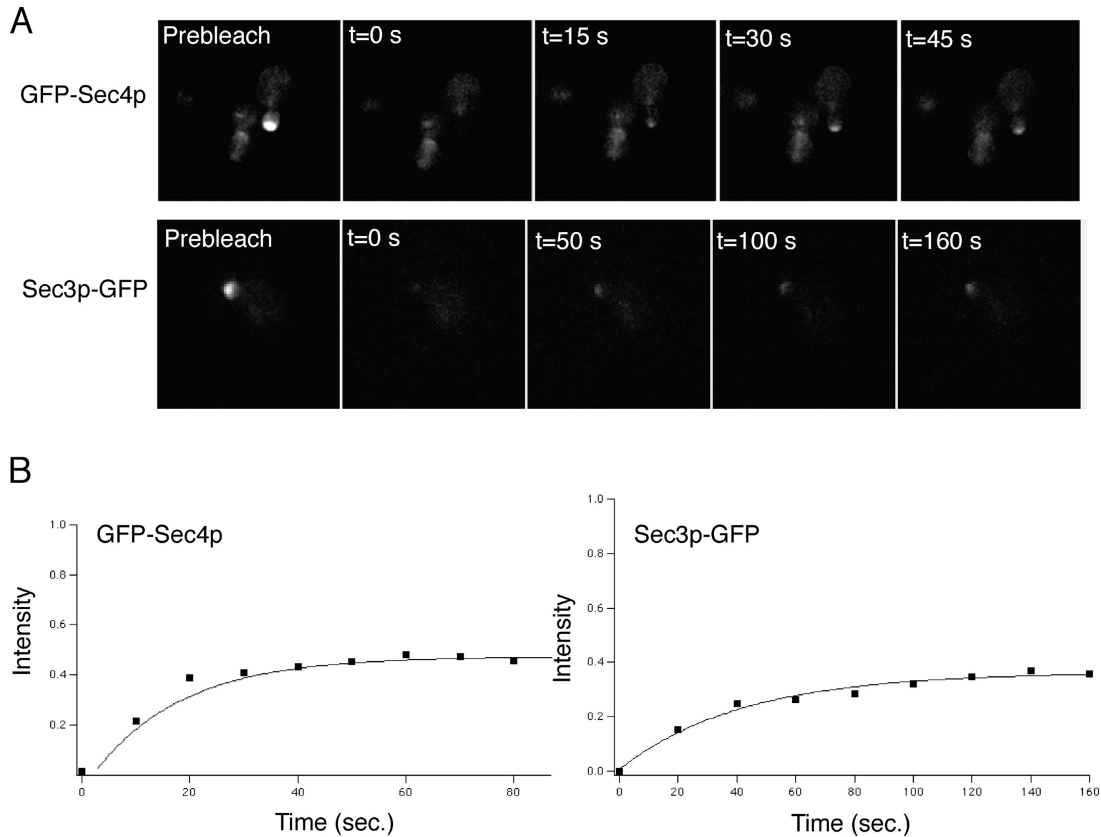 A
Prebleach t=0 s t=15 s t=30 s t=45 s
GFP-Sec4p
Prebleach t=0 s t=50 s t=100 s t=160 s
Sec3p-GFP
B
GFP-Sec4p
Intensity
1.0
0.8
0.6
0.4
0.2
0 20 40 60 80
Time (sec.)
Sec3p-GFP
Intensity
1.0
0.8
0.6
0.4
0.2
0.0
0 20 40 60 80 100 120 140 160
Time (sec.)